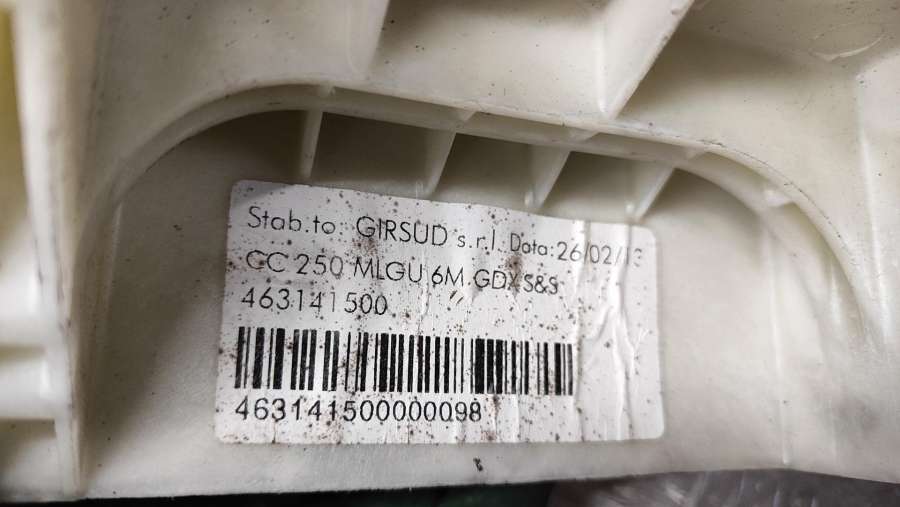 Stab.to: GIRSUD s.r.l. Data:26/02/13
CC 250 MLGU 6M GDX S&S
463141500
463141500000098